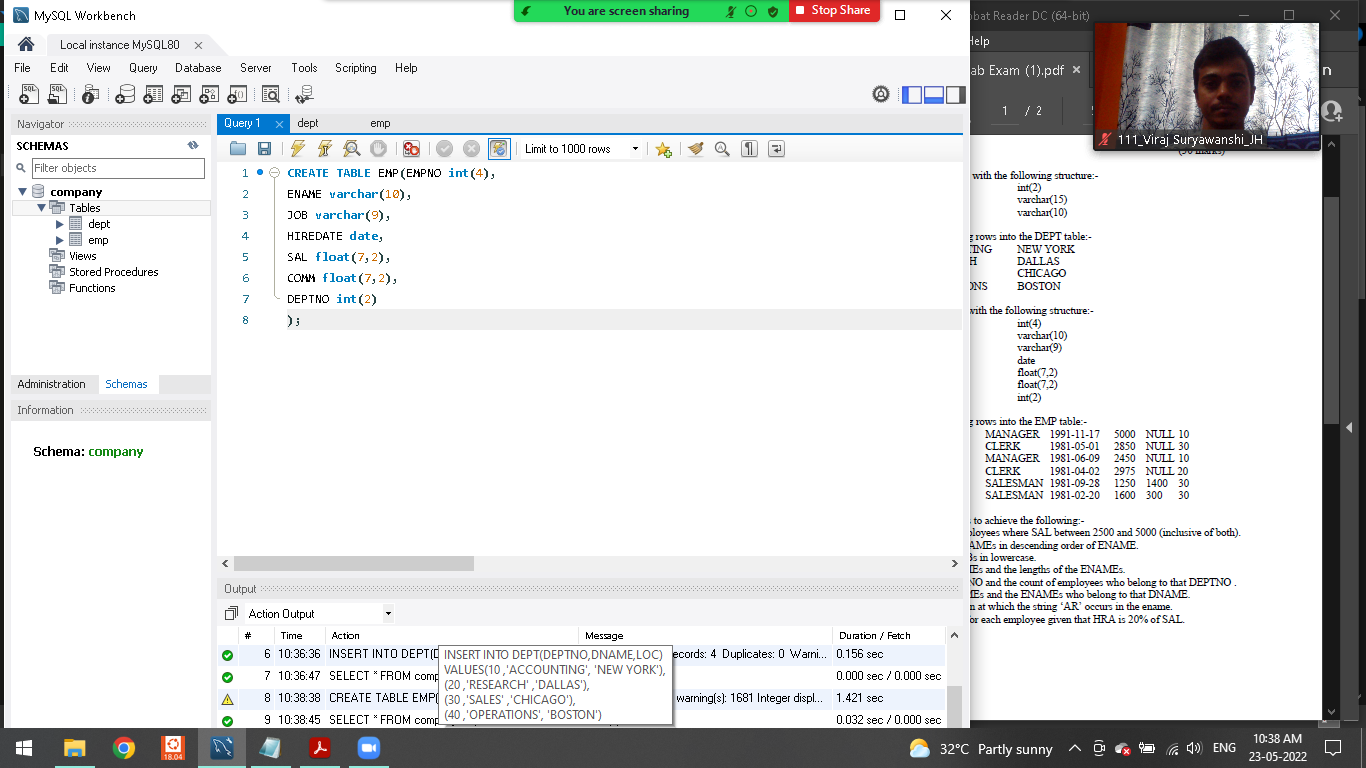 MySQL Workbench
You are screen sharing
Stop Share
obat Reader DC (64-bit)
Local instance MySQL80
File Edit View Query Database Server Tools Scripting Help
Help
ab Exam (1).pdf
1 / 2
111_Viraj Suryawanshi_JH
Navigator
SCHEMAS
Filter objects
company
Tables
dept
emp
Views
Stored Procedures
Functions
Administration Schemas
Information
Schema: company
Query 1 dept emp
Limit to 1000 rows
1 CREATE TABLE EMP(EMPNO int(4),
2 ENAME varchar(10),
3 JOB varchar(9),
4 HIREDATE date,
5 SAL float(7,2),
6 COMM float(7,2),
7 DEPTNO int(2)
8 );
Output
Action Output
# Time Action Message Duration / Fetch
6 10:36:36 INSERT INTO DEPT(D ecords: 4 Duplicates: 0 Warni... 0.156 sec
7 10:36:47 SELECT * FROM comp 0.000 sec / 0.000 sec
8 10:38:38 CREATE TABLE EMP( warning(s): 1681 Integer displ... 1.421 sec
9 10:38:45 SELECT * FROM comp 0.032 sec / 0.000 sec
INSERT INTO DEPT(DEPTNO,DNAME,LOC)
VALUES(10 ,'ACCOUNTING', 'NEW YORK'),
(20 ,'RESEARCH' ,'DALLAS'),
(30 ,'SALES' ,'CHICAGO'),
(40 ,'OPERATIONS', 'BOSTON')
with the following structure:-
int(2)
varchar(15)
varchar(10)
g rows into the DEPT table:-
TING NEW YORK
H DALLAS
CHICAGO
ONS BOSTON
with the following structure:-
int(4)
varchar(10)
varchar(9)
date
float(7,2)
float(7,2)
int(2)
g rows into the EMP table:-
MANAGER 1991-11-17 5000 NULL 10
CLERK 1981-05-01 2850 NULL 30
MANAGER 1981-06-09 2450 NULL 10
CLERK 1981-04-02 2975 NULL 20
SALESMAN 1981-09-28 1250 1400 30
SALESMAN 1981-02-20 1600 300 30
s to achieve the following:-
ployees where SAL between 2500 and 5000 (inclusive of both).
AMEs in descending order of ENAME.
s in lowercase.
Es and the lengths of the ENAMEs.
NO and the count of employees who belong to that DEPTNO .
MEs and the ENAMEs who belong to that DNAME.
n at which the string ‘AR’ occurs in the ename.
or each employee given that HRA is 20% of SAL.
18.04
32°C Partly sunny
ENG
10:38 AM
23-05-2022